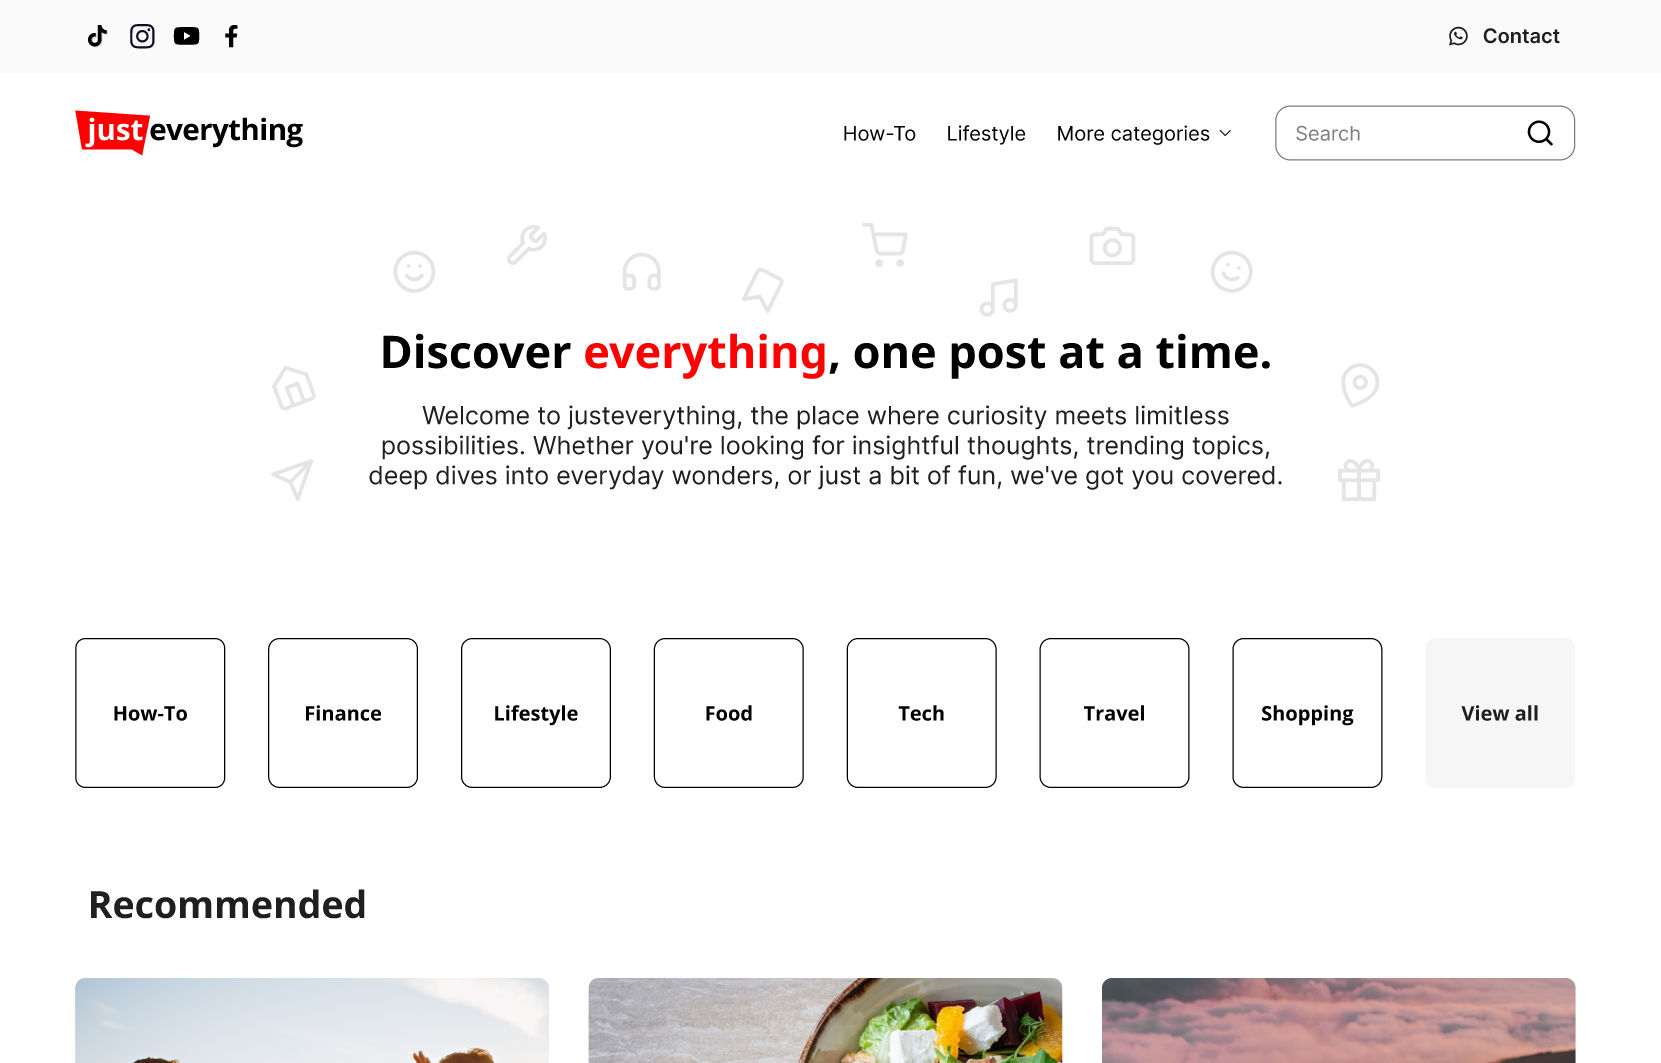 Contact
justeverything
How-To
Lifestyle
More categories
Search
Discover everything, one post at a time.
Welcome to justeverything, the place where curiosity meets limitless
possibilities. Whether you're looking for insightful thoughts, trending topics,
deep dives into everyday wonders, or just a bit of fun, we've got you covered.
How-To
Finance
Lifestyle
Food
Tech
Travel
Shopping
View all
Recommended